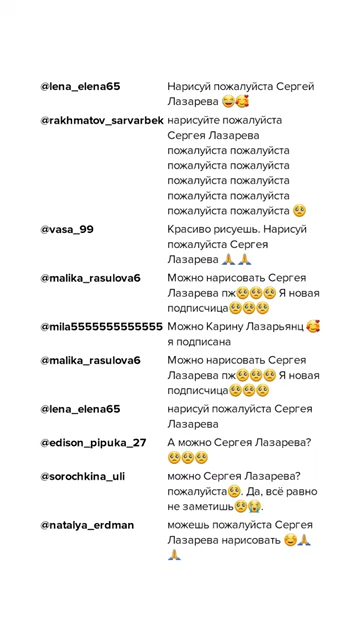 @lena_elena65 Нарисуй пожалуйста Сергей
Лазарева 😂🥰
@rakhmatov_sarvarbek нарисуйте пожалуйста
Сергея Лазарева
пожалуйста пожалуйста
пожалуйста пожалуйста
пожалуйста пожалуйста
пожалуйста пожалуйста
пожалуйста пожалуйста 🥺
@vasa_99 Красиво рисуешь. Нарисуй
пожалуйста Сергея
Лазарева 🙏🙏
@malika_rasulova6 Можно нарисовать Сергея
Лазарева пж🥺🥺🥺 Я новая
подписчица🥺🥺🥺
@mila5555555555555 Можно Карину Лазарьянц 🥰
я подписана
@malika_rasulova6 Можно нарисовать Сергея
Лазарева пж🥺🥺🥺 Я новая
подписчица🥺🥺🥺
@lena_elena65 нарисуй пожалуйста Сергея
Лазарева
@edison_pipuka_27 А можно Сергея Лазарева?
🥺🥺🥺
@sorochkina_uli можно Сергея Лазарева?
пожалуйста🥺. Да, всё равно
не заметишь🥺😭.
@natalya_erdman можешь пожалуйста Сергея
Лазарева нарисовать ☺️🙏
🙏